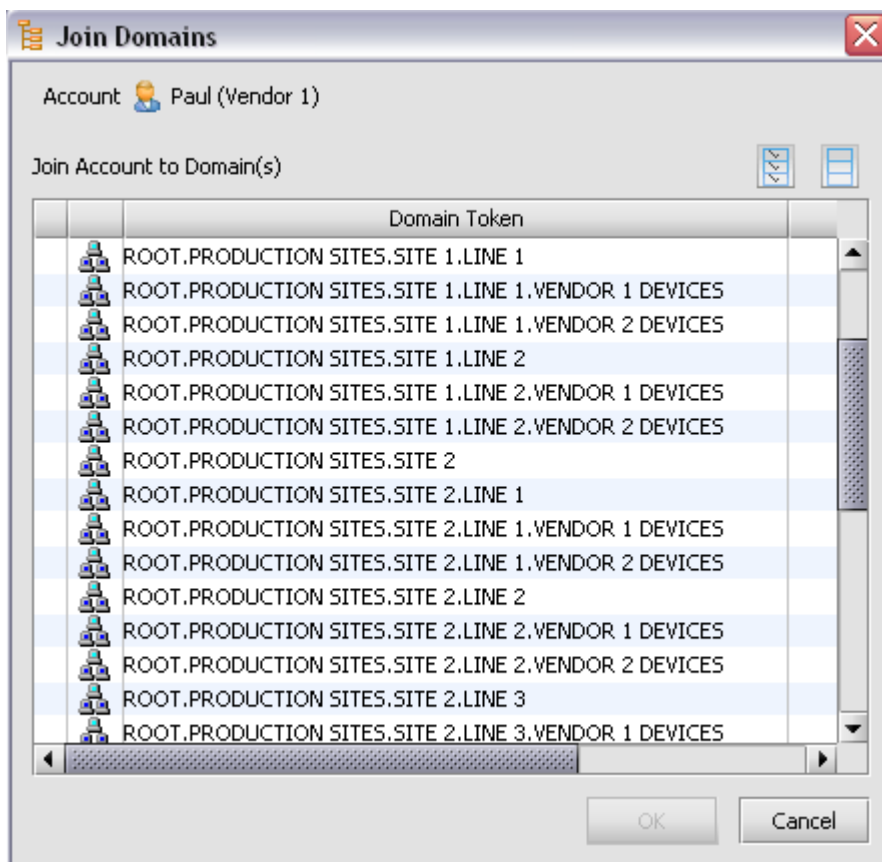 Join Domains
Account Paul (Vendor 1)
Join Account to Domain(s)
Domain Token
ROOT.PRODUCTION SITES.SITE 1.LINE 1
ROOT.PRODUCTION SITES.SITE 1.LINE 1.VENDOR 1 DEVICES
ROOT.PRODUCTION SITES.SITE 1.LINE 1.VENDOR 2 DEVICES
ROOT.PRODUCTION SITES.SITE 1.LINE 2
ROOT.PRODUCTION SITES.SITE 1.LINE 2.VENDOR 1 DEVICES
ROOT.PRODUCTION SITES.SITE 1.LINE 2.VENDOR 2 DEVICES
ROOT.PRODUCTION SITES.SITE 2
ROOT.PRODUCTION SITES.SITE 2.LINE 1
ROOT.PRODUCTION SITES.SITE 2.LINE 1.VENDOR 1 DEVICES
ROOT.PRODUCTION SITES.SITE 2.LINE 1.VENDOR 2 DEVICES
ROOT.PRODUCTION SITES.SITE 2.LINE 2
ROOT.PRODUCTION SITES.SITE 2.LINE 2.VENDOR 1 DEVICES
ROOT.PRODUCTION SITES.SITE 2.LINE 2.VENDOR 2 DEVICES
ROOT.PRODUCTION SITES.SITE 2.LINE 3
ROOT.PRODUCTION SITES.SITE 2.LINE 3.VENDOR 1 DEVICES
OK Cancel